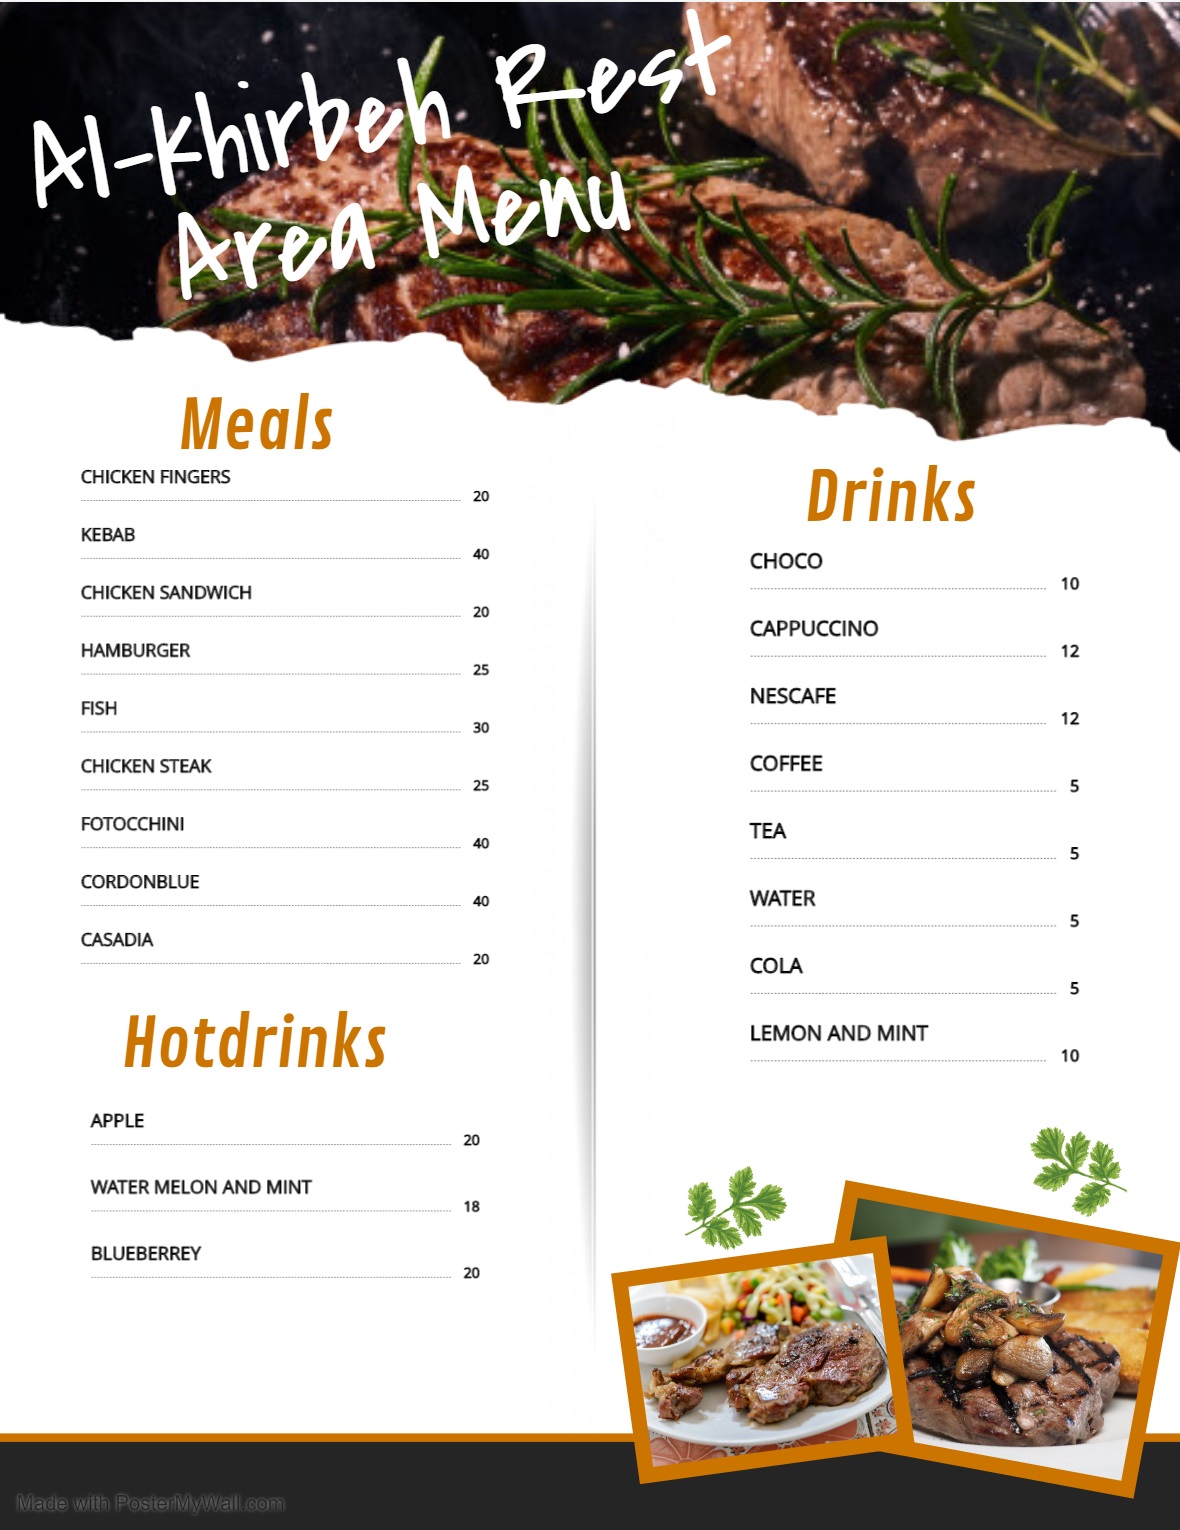 Al-Khirbeh Rest
Area Menu
Meals
CHICKEN FINGERS
20
KEBAB
40
CHICKEN SANDWICH
20
HAMBURGER
25
FISH
30
CHICKEN STEAK
25
FOTOCCHINI
40
CORDONBLUE
40
CASADIA
20
Hotdrinks
APPLE
20
WATER MELON AND MINT
18
BLUEBERREY
20
Drinks
CHOCO
10
CAPPUCCINO
12
NESCAFE
12
COFFEE
5
TEA
5
WATER
5
COLA
5
LEMON AND MINT
10
Made with PosterMyWall.com